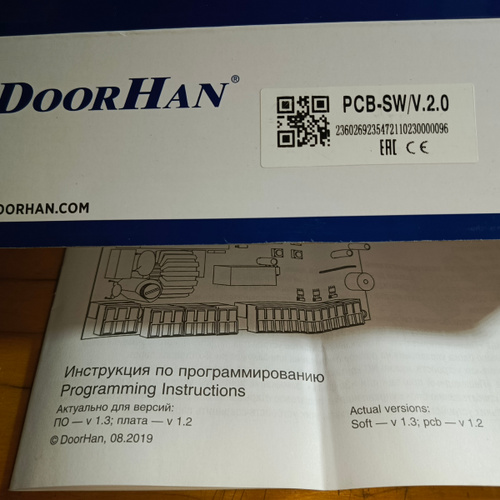 DOORHAN®
PCB-SW/V.2.0
2360269235472110230000096
EAC CE
DOORHAN.COM
Инструкция по программированию
Programming Instructions
Актуально для версий:
ПО — v 1.3; плата — v 1.2
© DoorHan, 08.2019
Actual versions:
Soft — v 1.3; pcb — v 1.2